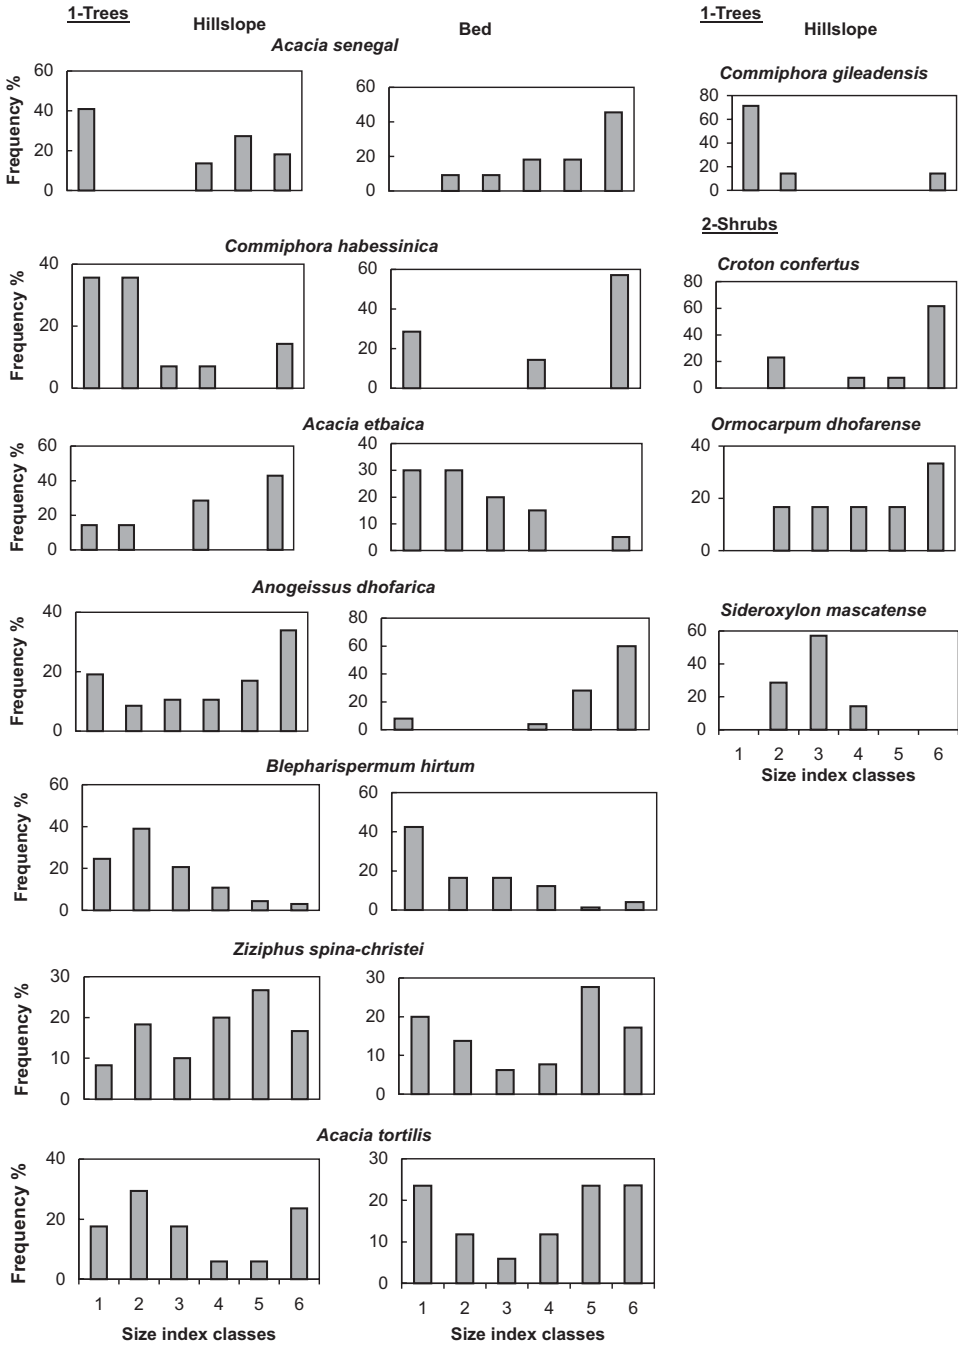 1-Trees
Hillslope
Bed
Acacia senegal
Frequency %
60
40
20
0
60
40
20
0
Commiphora habessinica
Frequency %
40
20
0
60
40
20
0
Acacia etbaica
Frequency %
60
40
20
0
40
30
20
10
0
Anogeissus dhofarica
Frequency %
40
20
0
80
60
40
20
0
Blepharispermum hirtum
Frequency %
60
40
20
0
60
40
20
0
Ziziphus spina-christei
Frequency %
30
20
10
0
30
20
10
0
Acacia tortilis
Frequency %
40
20
0
30
20
10
0
1 2 3 4 5 6
1 2 3 4 5 6
Size index classes
Size index classes
1-Trees
Hillslope
Commiphora gileadensis
80
60
40
20
0
2-Shrubs
Croton confertus
80
60
40
20
0
Ormocarpum dhofarense
40
20
0
Sideroxylon mascatense
60
40
20
0
1 2 3 4 5 6
Size index classes